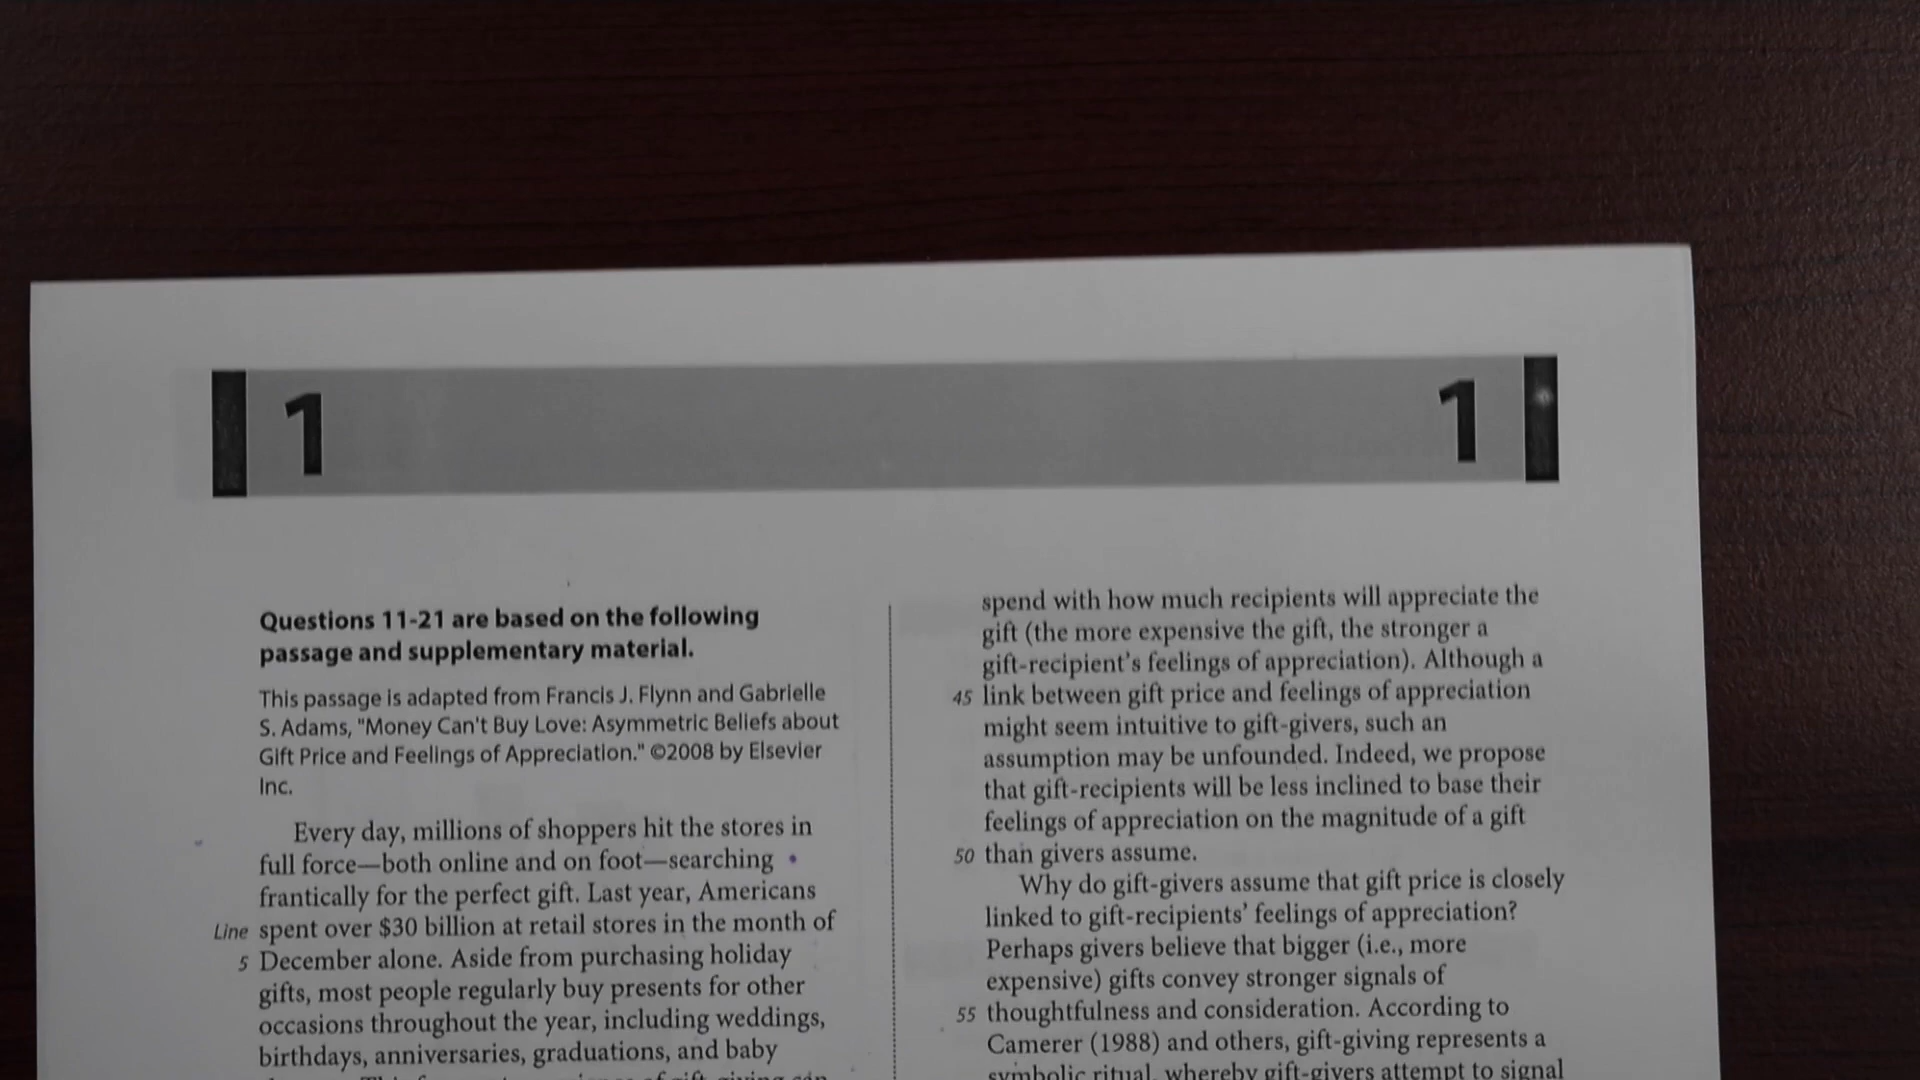 1
1
Questions 11-21 are based on the following
passage and supplementary material.
This passage is adapted from Francis J. Flynn and Gabrielle
S. Adams, "Money Can't Buy Love: Asymmetric Beliefs about
Gift Price and Feelings of Appreciation." ©2008 by Elsevier
Inc.
Every day, millions of shoppers hit the stores in
full force—both online and on foot—searching
frantically for the perfect gift. Last year, Americans
Line spent over $30 billion at retail stores in the month of
5 December alone. Aside from purchasing holiday
gifts, most people regularly buy presents for other
occasions throughout the year, including weddings,
birthdays, anniversaries, graduations, and baby
spend with how much recipients will appreciate the
gift (the more expensive the gift, the stronger a
gift-recipient's feelings of appreciation). Although a
45 link between gift price and feelings of appreciation
might seem intuitive to gift-givers, such an
assumption may be unfounded. Indeed, we propose
that gift-recipients will be less inclined to base their
feelings of appreciation on the magnitude of a gift
50 than givers assume.
Why do gift-givers assume that gift price is closely
linked to gift-recipients' feelings of appreciation?
Perhaps givers believe that bigger (i.e., more
expensive) gifts convey stronger signals of
55 thoughtfulness and consideration. According to
Camerer (1988) and others, gift-giving represents a
symbolic ritual, whereby gift-givers attempt to signal